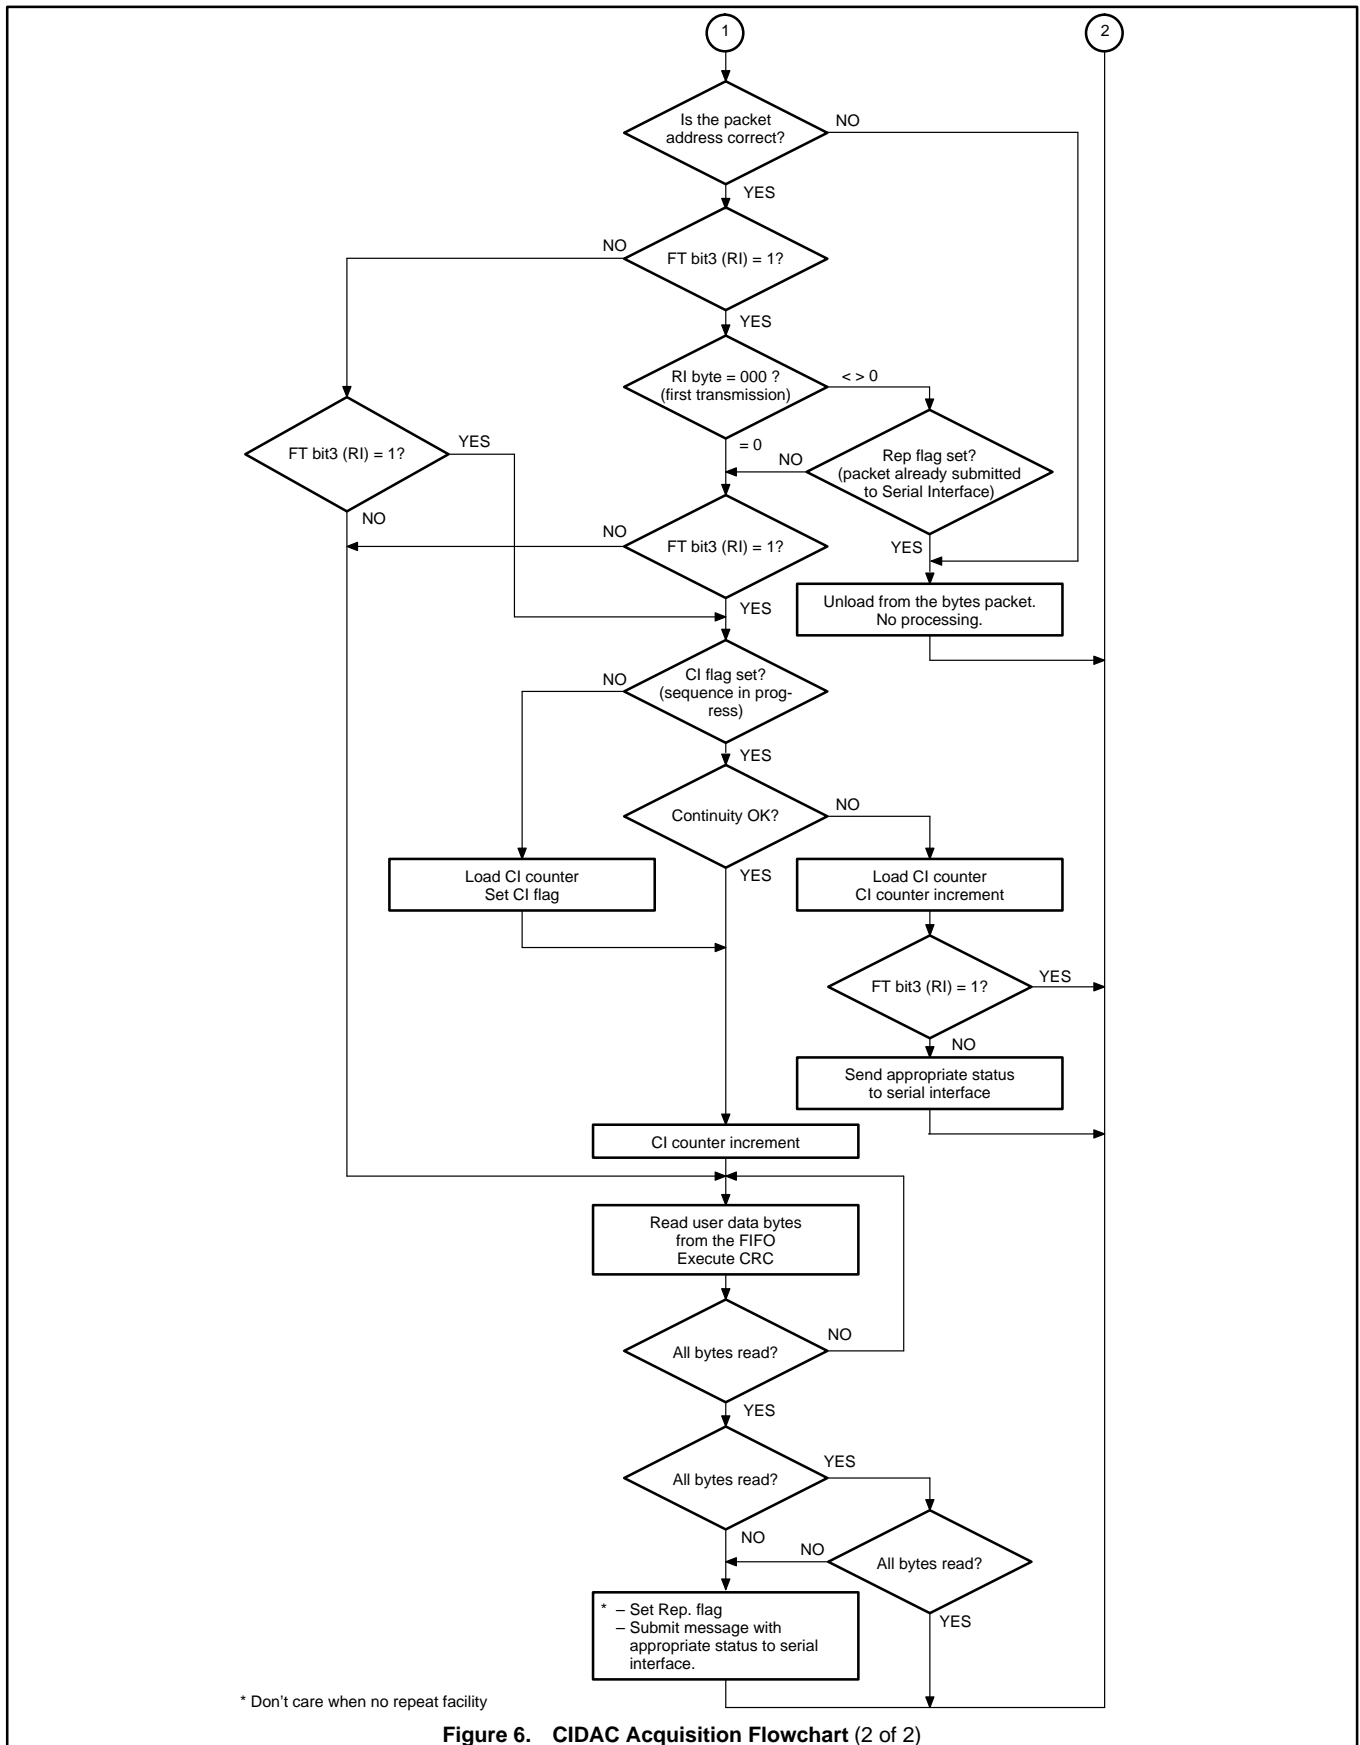 1
2
Is the packet
address correct?
NO
YES
FT bit3 (RI) = 1?
NO
YES
RI byte = 000 ?
(first transmission)
< > 0
= 0
Rep flag set?
(packet already submitted
to Serial Interface)
NO
YES
FT bit3 (RI) = 1?
YES
NO
FT bit3 (RI) = 1?
NO
YES
Unload from the bytes packet.
No processing.
CI flag set?
(sequence in prog-
ress)
NO
YES
Continuity OK?
NO
YES
Load CI counter
Set CI flag
Load CI counter
CI counter increment
FT bit3 (RI) = 1?
YES
NO
Send appropriate status
to serial interface
CI counter increment
Read user data bytes
from the FIFO
Execute CRC
All bytes read?
NO
YES
All bytes read?
YES
NO
All bytes read?
NO
YES
* – Set Rep. flag
– Submit message with
appropriate status to serial
interface.
* Don't care when no repeat facility
Figure 6. CIDAC Acquisition Flowchart (2 of 2)